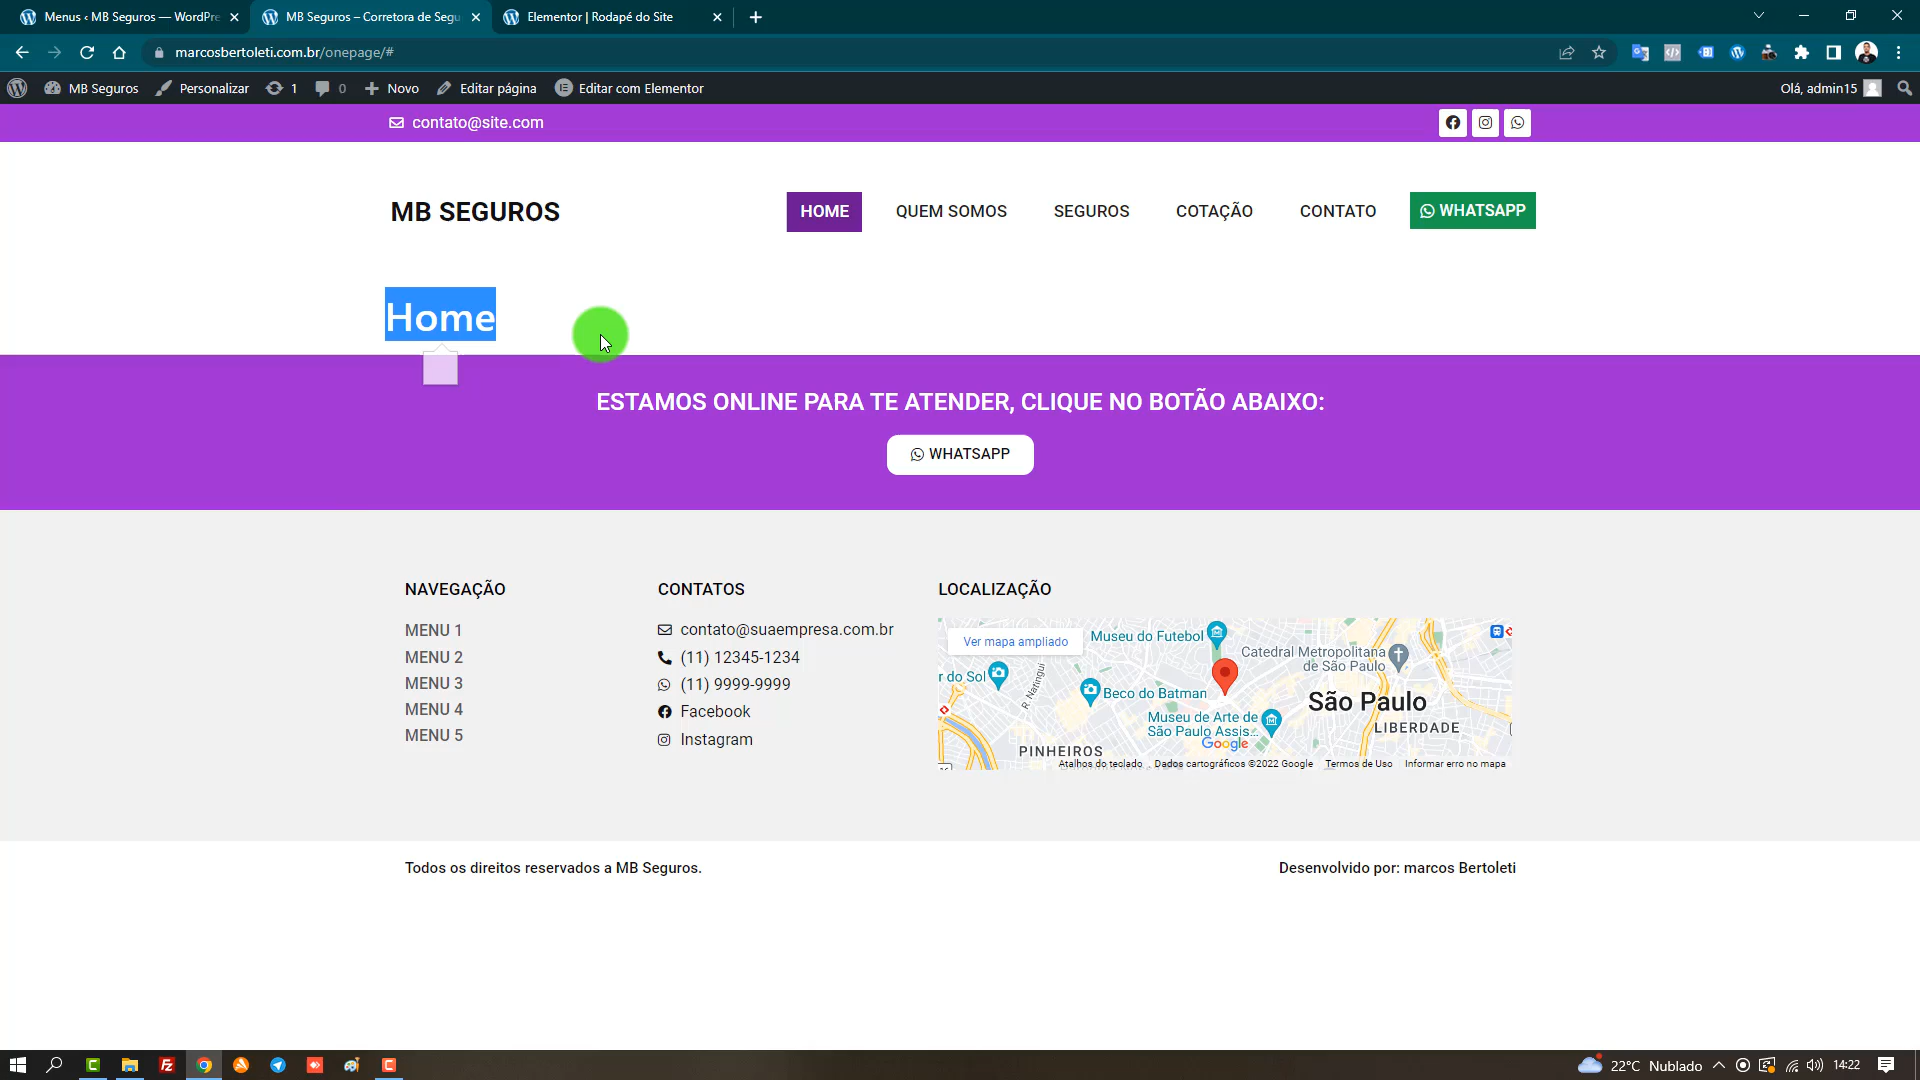 Menus ‹ MB Seguros — WordPre
MB Seguros – Corretora de Segu
Elementor | Rodapé do Site
marcosbertoleti.com.br/onepage/#
MB Seguros
Personalizar
1
0
Novo
Editar página
Editar com Elementor
Olá, admin15
contato@site.com
MB SEGUROS
HOME
QUEM SOMOS
SEGUROS
COTAÇÃO
CONTATO
WHATSAPP
Home
ESTAMOS ONLINE PARA TE ATENDER, CLIQUE NO BOTÃO ABAIXO:
WHATSAPP
NAVEGAÇÃO
MENU 1
MENU 2
MENU 3
MENU 4
MENU 5
CONTATOS
contato@suaempresa.com.br
(11) 12345-1234
(11) 9999-9999
Facebook
Instagram
LOCALIZAÇÃO
Ver mapa ampliado
Museu do Futebol
Catedral Metropolitana
de São Paulo
r do Sol
R. Natingui
Beco do Batman
São Paulo
Museu de Arte de
São Paulo Assis...
LIBERDADE
Google
PINHEIROS
Atalhos do teclado
Dados cartográficos ©2022 Google
Termos de Uso
Informar erro no mapa
Todos os direitos reservados a MB Seguros.
Desenvolvido por: marcos Bertoleti
22°C Nublado
14:22